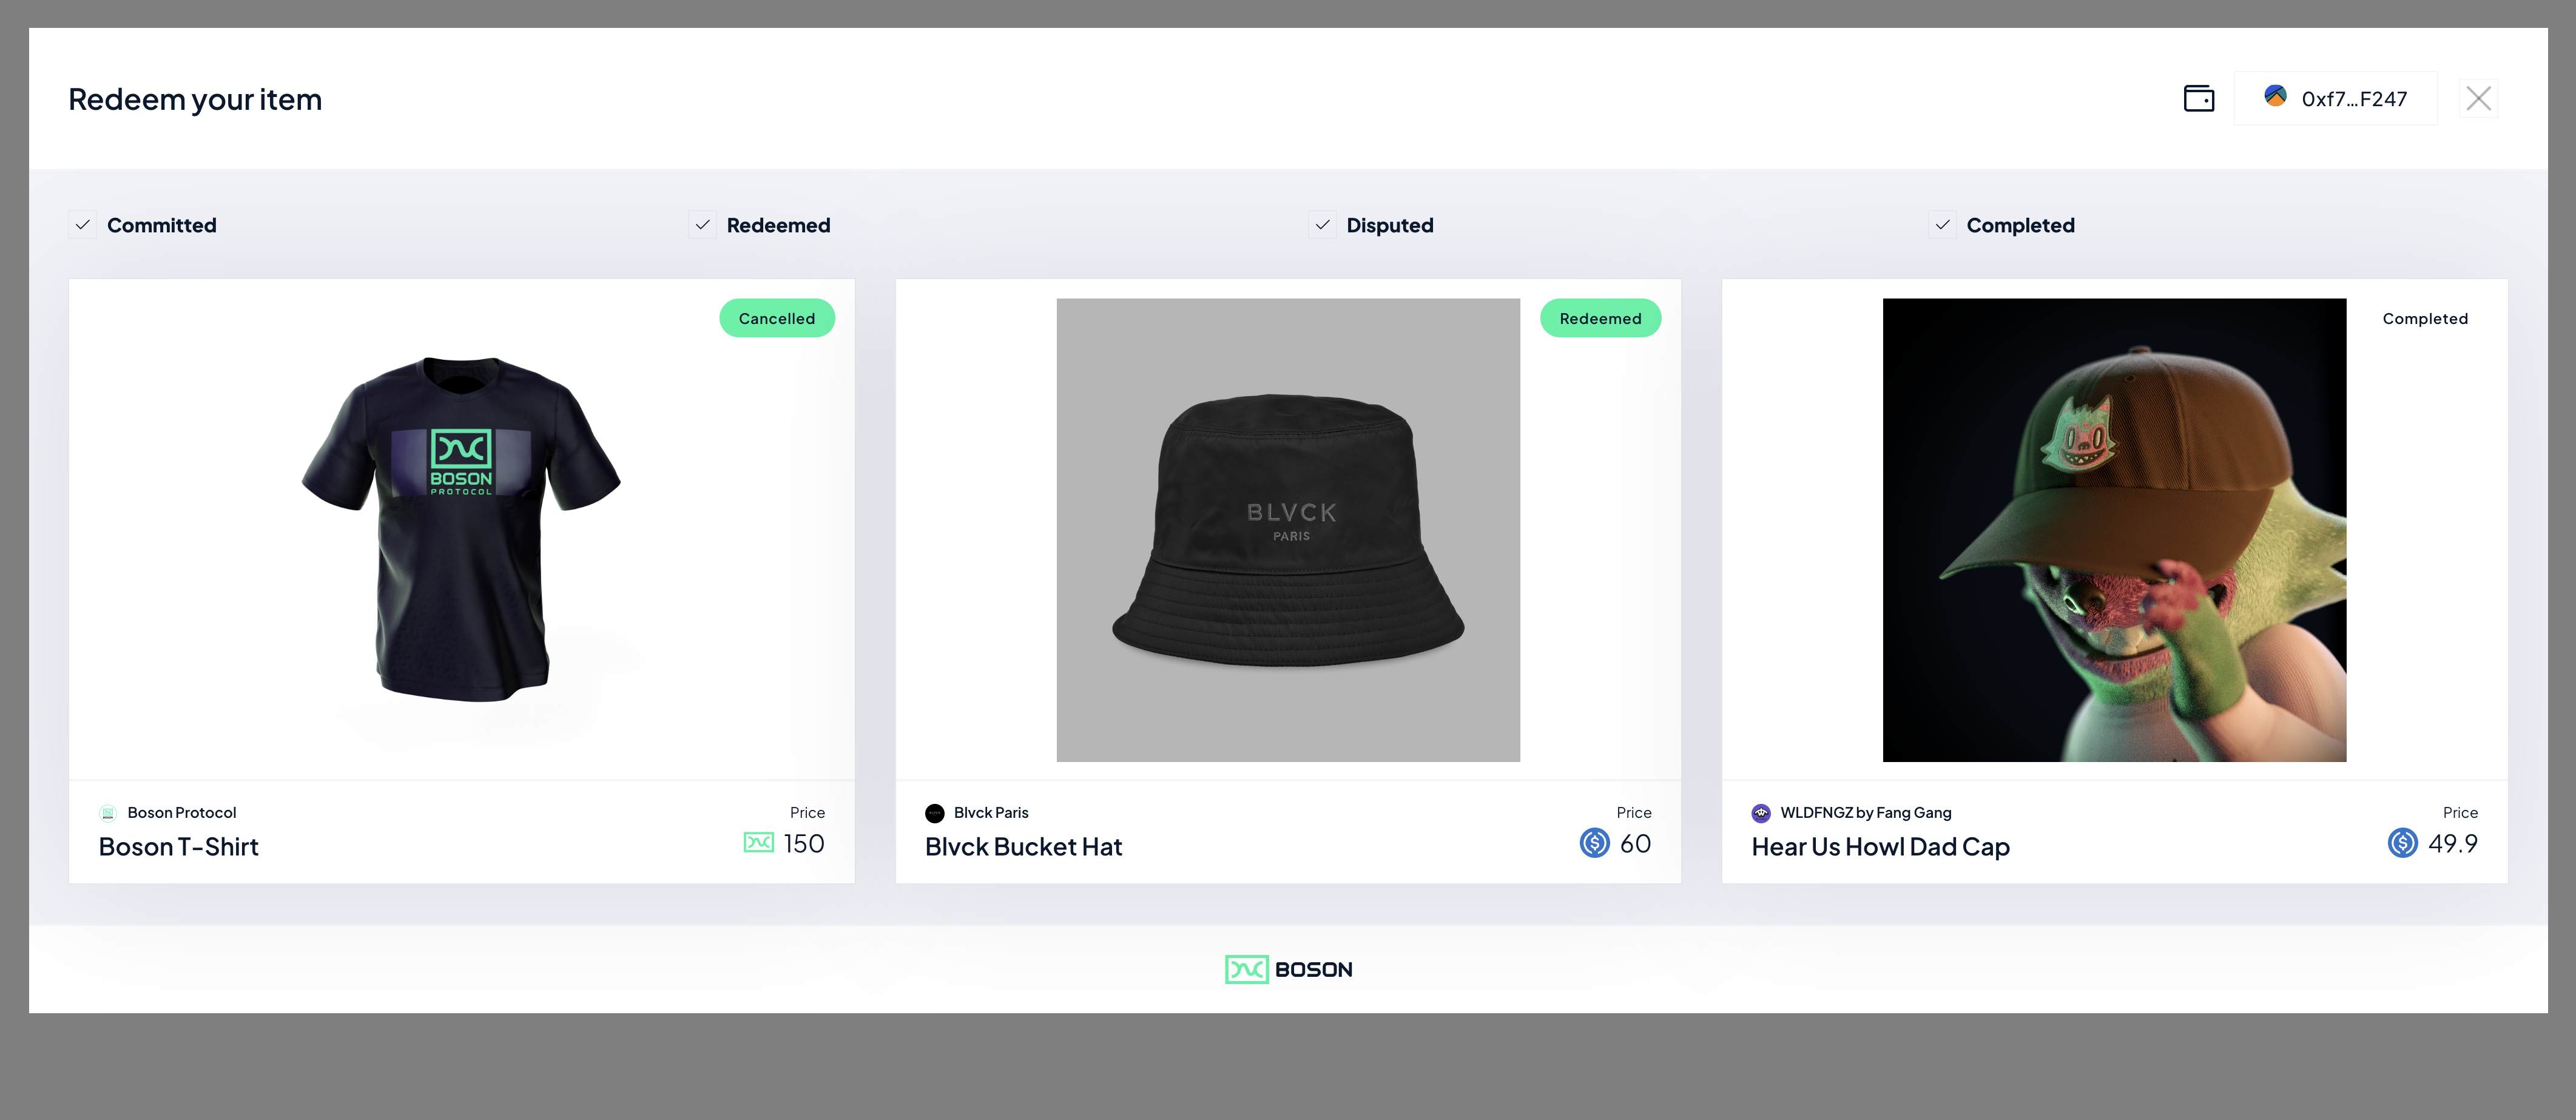 Redeem your item
0xf7...F247
Committed
Redeemed
Disputed
Completed
Cancelled
BOSON
PROTOCOL
Boson Protocol
Price
Boson T-Shirt
150
Redeemed
BLVCK
PARIS
Blvck Paris
Price
Blvck Bucket Hat
60
Completed
WLDFNGZ by Fang Gang
Price
Hear Us Howl Dad Cap
49.9
BOSON